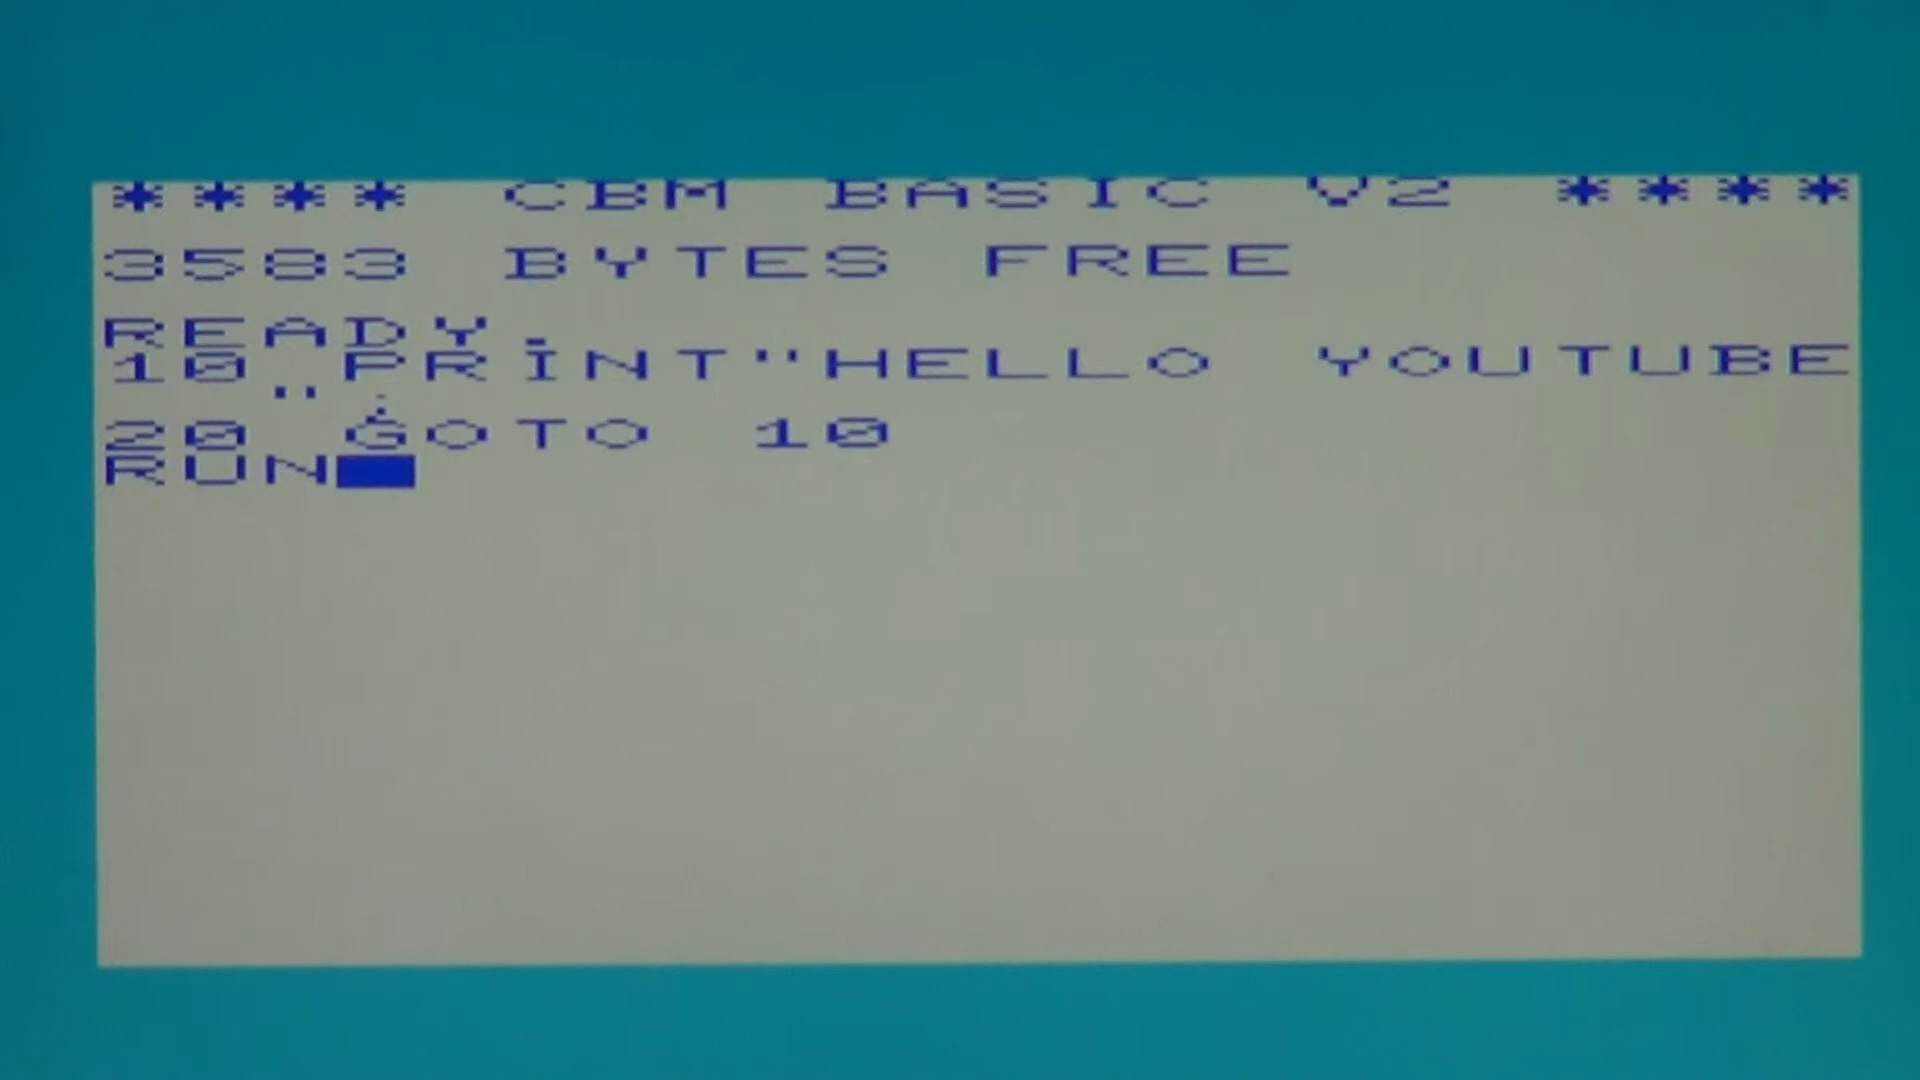 **** CBM BASIC V2 ****
3583 BYTES FREE
READY.
10 PRINT"HELLO YOUTUBE
";
20 GOTO 10
RUN